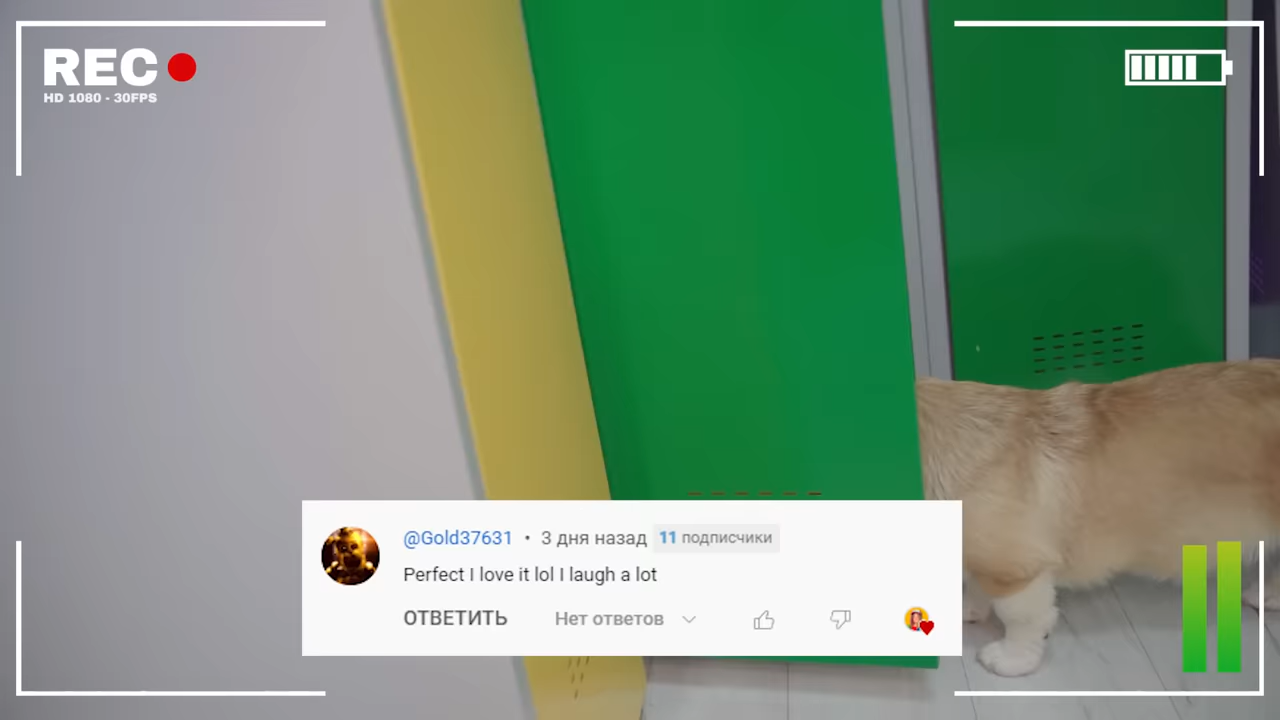 REC
HD 1080 - 30FPS
@Gold37631 • 3 дня назад 11 подписчики
Perfect I love it lol I laugh a lot
ОТВЕТИТЬ Нет ответов